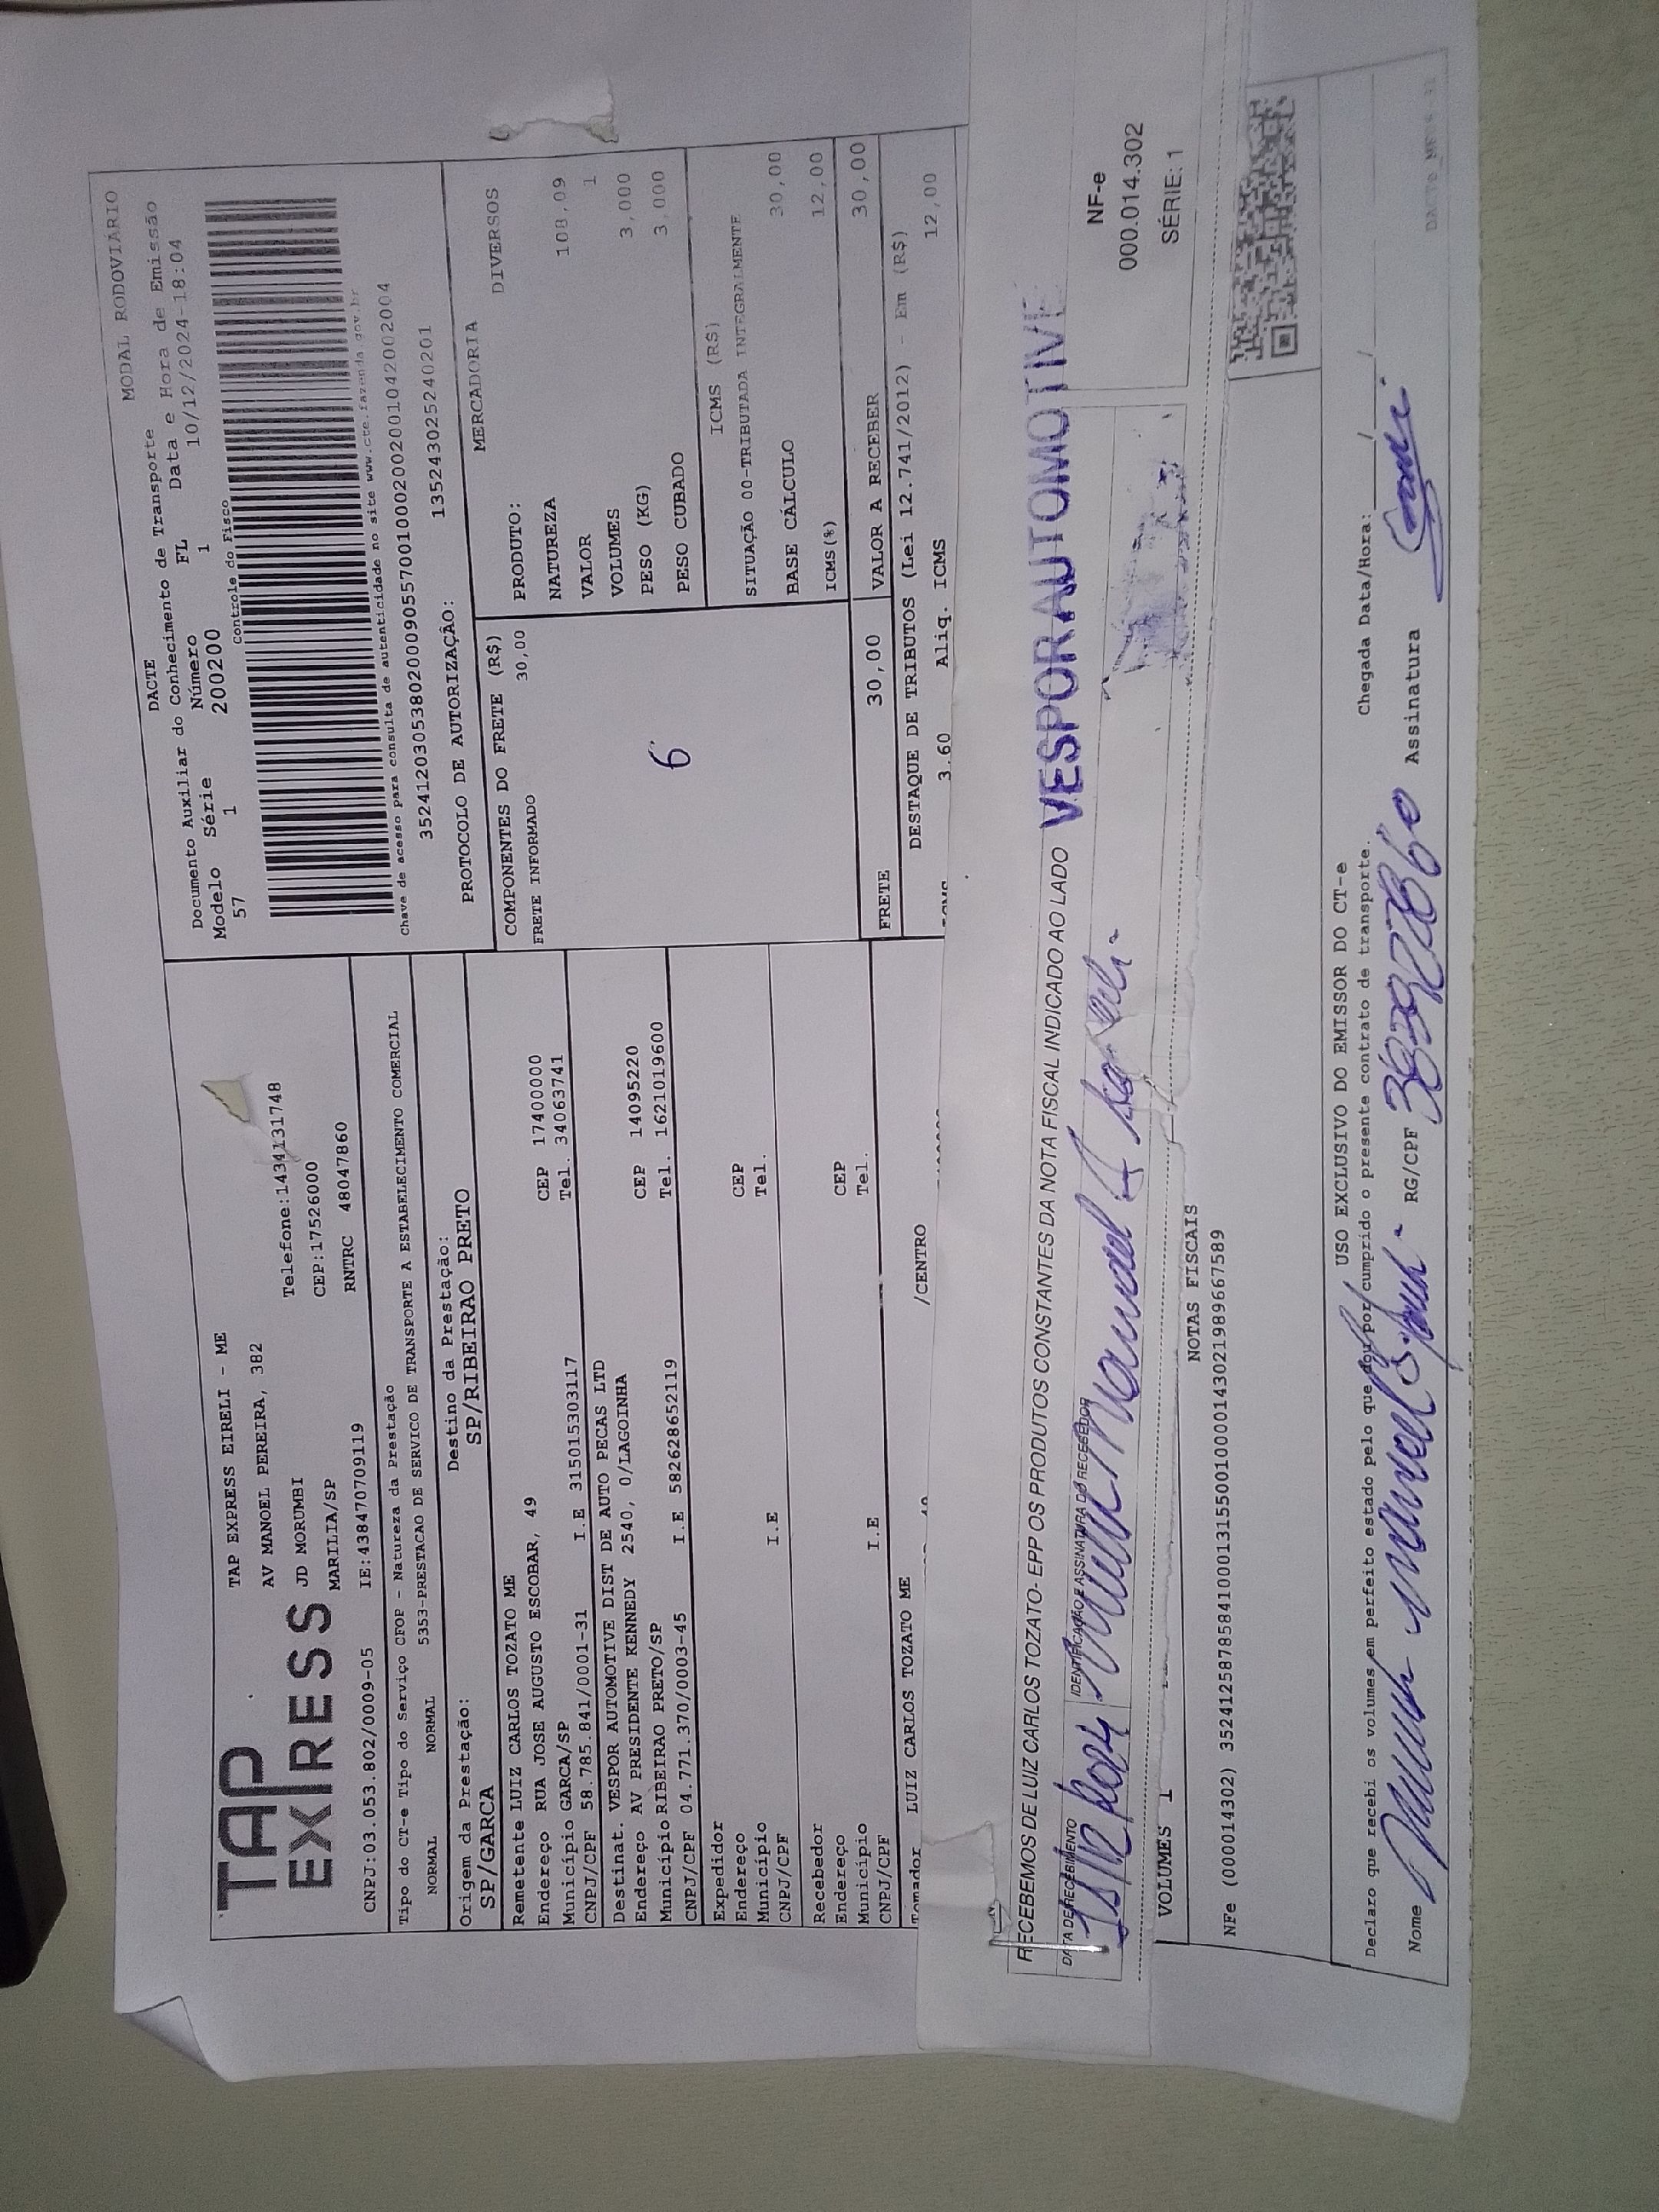 TAP
EXPRESS
TAP EXPRESS EIRELI - ME
AV MANOEL PEREIRA, 382
JD MORUMBI Telefone:1434131748
MARILIA/SP CEP:17526000
CNPJ:03.053.802/0009-05 IE:438470709119 RNTRC 48047860
Tipo do CT-e Tipo do Serviço CFOP - Natureza da Prestação
NORMAL NORMAL 5353-PRESTACAO DE SERVICO DE TRANSPORTE A ESTABELECIMENTO COMERCIAL
Origem da Prestação: Destino da Prestação:
SP/GARCA SP/RIBEIRAO PRETO
MODAL RODOVIÁRIO
DACTE
Documento Auxiliar do Conhecimento de Transporte
Modelo Série Número FL Data e Hora de Emissão
57 1 200200 1 10/12/2024-18:04
Controle do Fisco
Chave de acesso para consulta de autenticidade no site www.cte.fazenda.gov.br
35241203053802000905570010002002001042002004
PROTOCOLO DE AUTORIZAÇÃO: 135243025240201
Remetente LUIZ CARLOS TOZATO ME
Endereço RUA JOSE AUGUSTO ESCOBAR, 49 CEP 17400000
Município GARCA/SP Tel. 34063741
CNPJ/CPF 58.785.841/0001-31 I.E 315015303117
Destinat. VESPOR AUTOMOTIVE DIST DE AUTO PECAS LTD
Endereço AV PRESIDENTE KENNEDY 2540, 0/LAGOINHA CEP 14095220
Município RIBEIRAO PRETO/SP Tel. 1621019600
CNPJ/CPF 04.771.370/0003-45 I.E 582628652119
Expedidor
Endereço CEP
Município Tel.
CNPJ/CPF I.E
Recebedor
Endereço CEP
Município Tel.
CNPJ/CPF I.E
Tomador LUIZ CARLOS TOZATO ME
/CENTRO
COMPONENTES DO FRETE (R$)
FRETE INFORMADO 30,00
6
FRETE 30,00
MERCADORIA
PRODUTO: DIVERSOS
NATUREZA
VALOR 108,09
VOLUMES 1
PESO (KG) 3,000
PESO CUBADO 3,000
ICMS (R$)
SITUAÇÃO 00-TRIBUTADA INTEGRALMENTE
BASE CÁLCULO 30,00
ICMS(%) 12,00
VALOR A RECEBER 30,00
DESTAQUE DE TRIBUTOS (Lei 12.741/2012) - Em (R$)
ICMS 3.60 Aliq. ICMS 12,00
RECEBEMOS DE LUIZ CARLOS TOZATO- EPP OS PRODUTOS CONSTANTES DA NOTA FISCAL INDICADO AO LADO
VESPOR AUTOMOTIVE
DATA DE RECEBIMENTO IDENTIFICAÇÃO E ASSINATURA DO RECEBEDOR
NF-e
000.014.302
SÉRIE: 1
VOLUMES 1
NOTAS FISCAIS
NFe (000014302) 35241258785841000131550010000143021989667589
USO EXCLUSIVO DO EMISSOR DO CT-e
Declaro que recebi os volumes em perfeito estado pelo que dou por cumprido o presente contrato de transporte.
Chegada Data/Hora: ____/____/____
Nome RG/CPF Assinatura